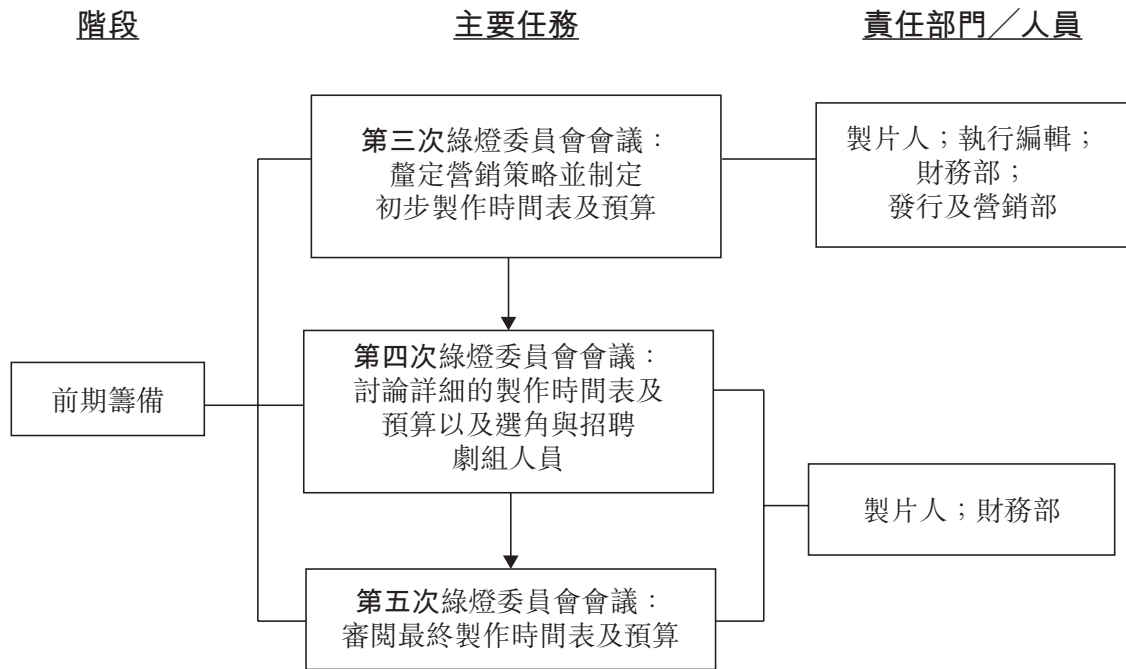 階段
主要任務
責任部門／人員
第三次綠燈委員會會議：
釐定營銷策略並制定
初步製作時間表及預算
製片人；執行編輯；
財務部；
發行及營銷部
前期籌備
第四次綠燈委員會會議：
討論詳細的製作時間表及
預算以及選角與招聘
劇組人員
製片人；財務部
第五次綠燈委員會會議：
審閱最終製作時間表及預算